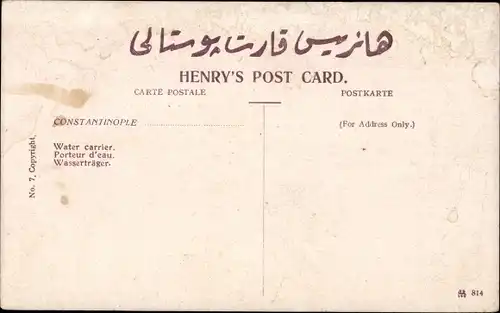 هانريس قارت پوستالى
HENRY'S POST CARD.
CARTE POSTALE
POSTKARTE
CONSTANTINOPLE
(For Address Only.)
Water carrier.
Porteur d'eau.
Wasserträger.
No. 7, Copyright.
814